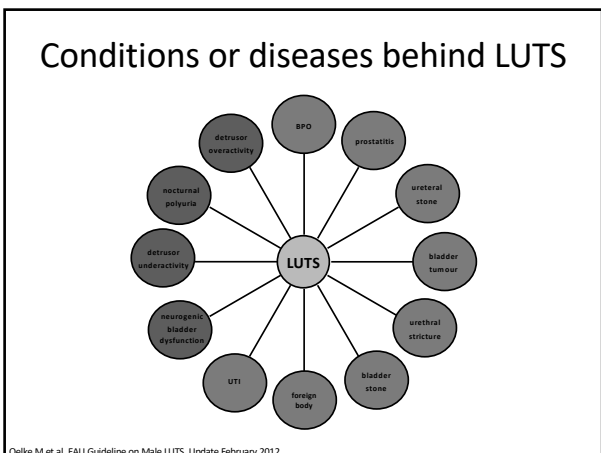 Conditions or diseases behind LUTS
BPO
prostatitis
ureteral
stone
bladder
tumour
urethral
stricture
bladder
stone
foreign
body
UTI
neurogenic
bladder
dysfunction
detrusor
underactivity
nocturnal
polyuria
detrusor
overactivity
LUTS
Oelke M et al. EAU Guideline on Male LUTS. Update February 2012